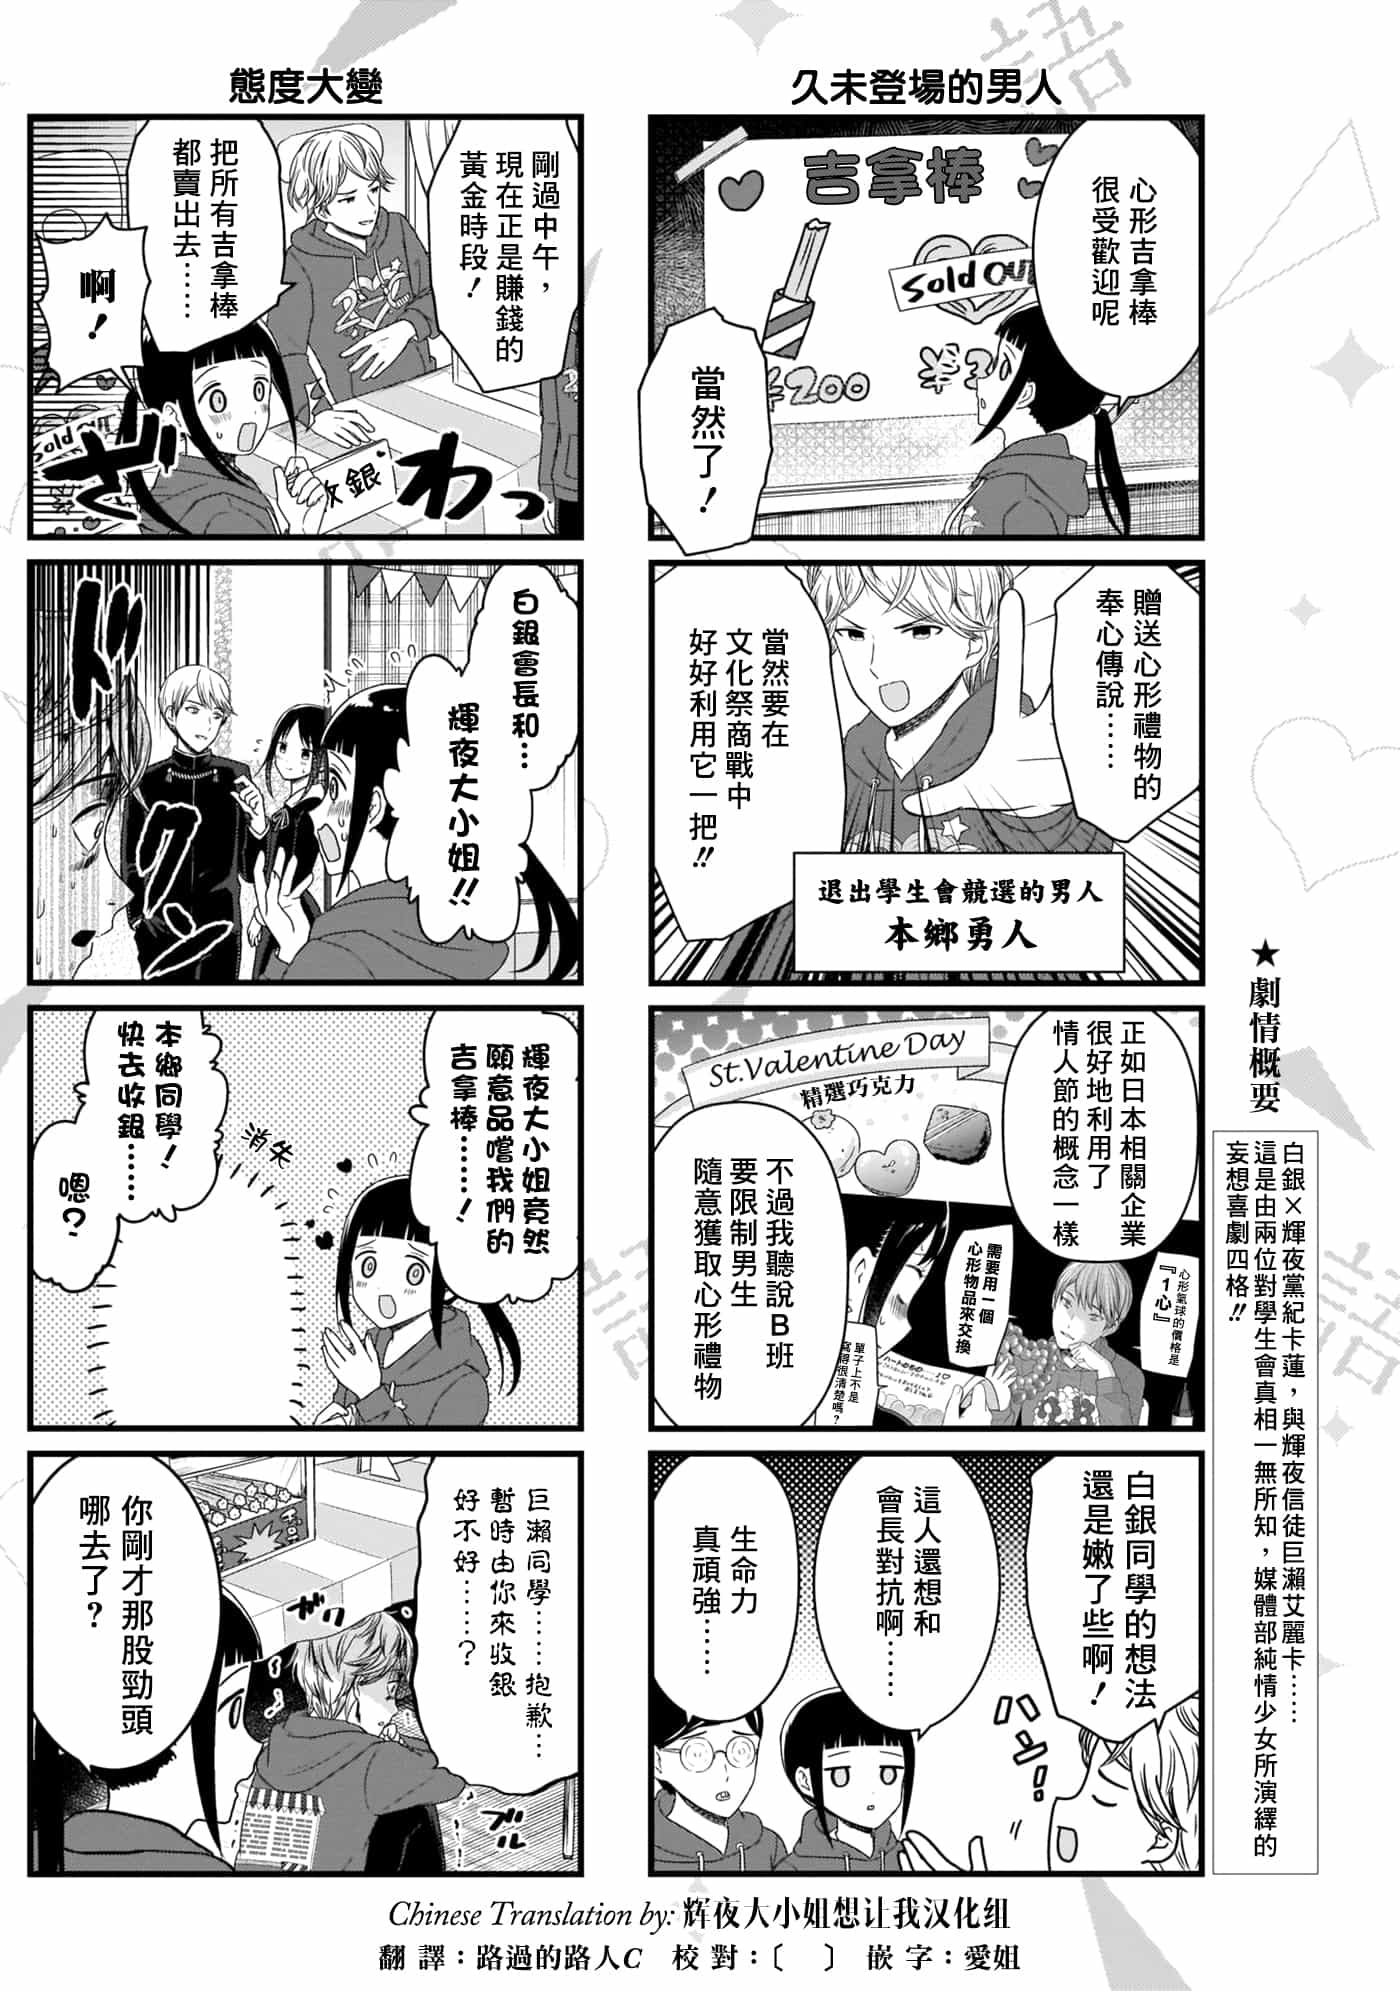 久未登場的男人
心形吉拿棒
很受歡迎呢
吉拿棒
Sold OUT
¥200
當然了！
贈送心形禮物的
奉心傳說……
當然要在
文化祭商戰中
好好利用它一把!!
退出學生會競選的男人
本鄉勇人
正如日本相關企業
很好地利用了
情人節的概念一樣
St.Valentine Day
精選巧克力
不過我聽說B班
要限制男生
隨意獲取心形禮物
心形氣球的價格是
『1心』
需要用一個
心形物品來交換
單子上不是
寫得很清楚嗎？
白銀同學的想法
還是嫩了些啊！
這人還想和
會長對抗啊……
生命力
真頑強……
態度大變
剛過中午，
現在正是賺錢的
黃金時段！
把所有吉拿棒
都賣出去……
啊！
收銀
Sold OUT
わっ
ざ
白銀會長和…
輝夜大小姐!!
ドド
クン
輝夜大小姐竟然
願意品嚐我們的
吉拿棒……！
消失
本鄉同學！
快去收銀……
嗯？
巨瀨同學……抱歉…
暫時由你來收銀
好不好……？
你剛才那股勁頭
哪去了？
★劇情概要
白銀×輝夜黨紀卡蓮，與輝夜信徒巨瀨艾麗卡……
這是由兩位對學生會真相一無所知，媒體部純情少女所演繹的
妄想喜劇四格!!
Chinese Translation by: 辉夜大小姐想让我汉化组
翻譯：路過的路人C 校對：〔 〕 嵌字：愛姐